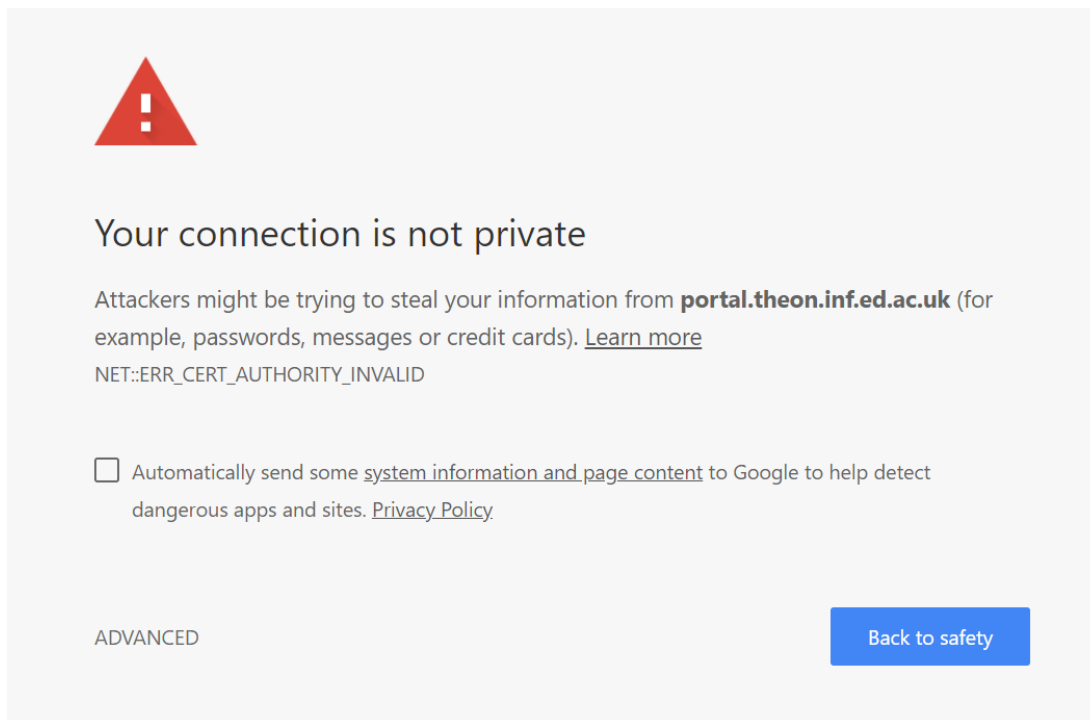 Your connection is not private
Attackers might be trying to steal your information from portal.theon.inf.ed.ac.uk (for
example, passwords, messages or credit cards). Learn more
NET::ERR_CERT_AUTHORITY_INVALID
Automatically send some system information and page content to Google to help detect
dangerous apps and sites. Privacy Policy
ADVANCED
Back to safety